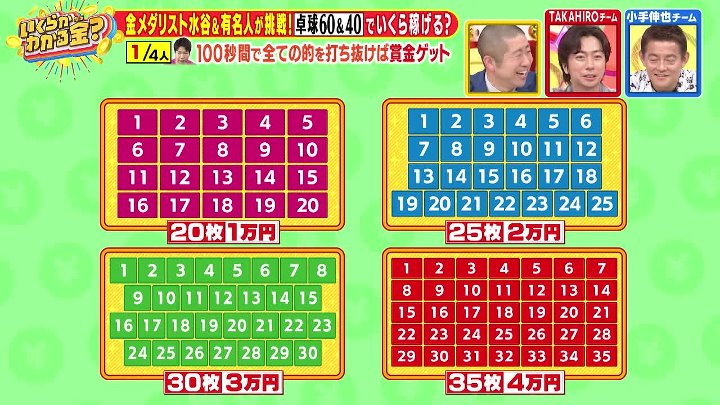 いくらかわかる金?
金メダリスト水谷&有名人が挑戦!卓球60&40でいくら稼げる?
1/4人 100秒間で全ての的を打ち抜けば賞金ゲット
TAKAHIROチーム
小手伸也チーム
1 2 3 4 5
6 7 8 9 10
11 12 13 14 15
16 17 18 19 20
20枚1万円
1 2 3 4 5 6
7 8 9 10 11 12
13 14 15 16 17 18
19 20 21 22 23 24 25
25枚2万円
1 2 3 4 5 6 7 8
9 10 11 12 13 14 15
16 17 18 19 20 21 22 23
24 25 26 27 28 29 30
30枚3万円
1 2 3 4 5 6 7
8 9 10 11 12 13 14
15 16 17 18 19 20 21
22 23 24 25 26 27 28
29 30 31 32 33 34 35
35枚4万円